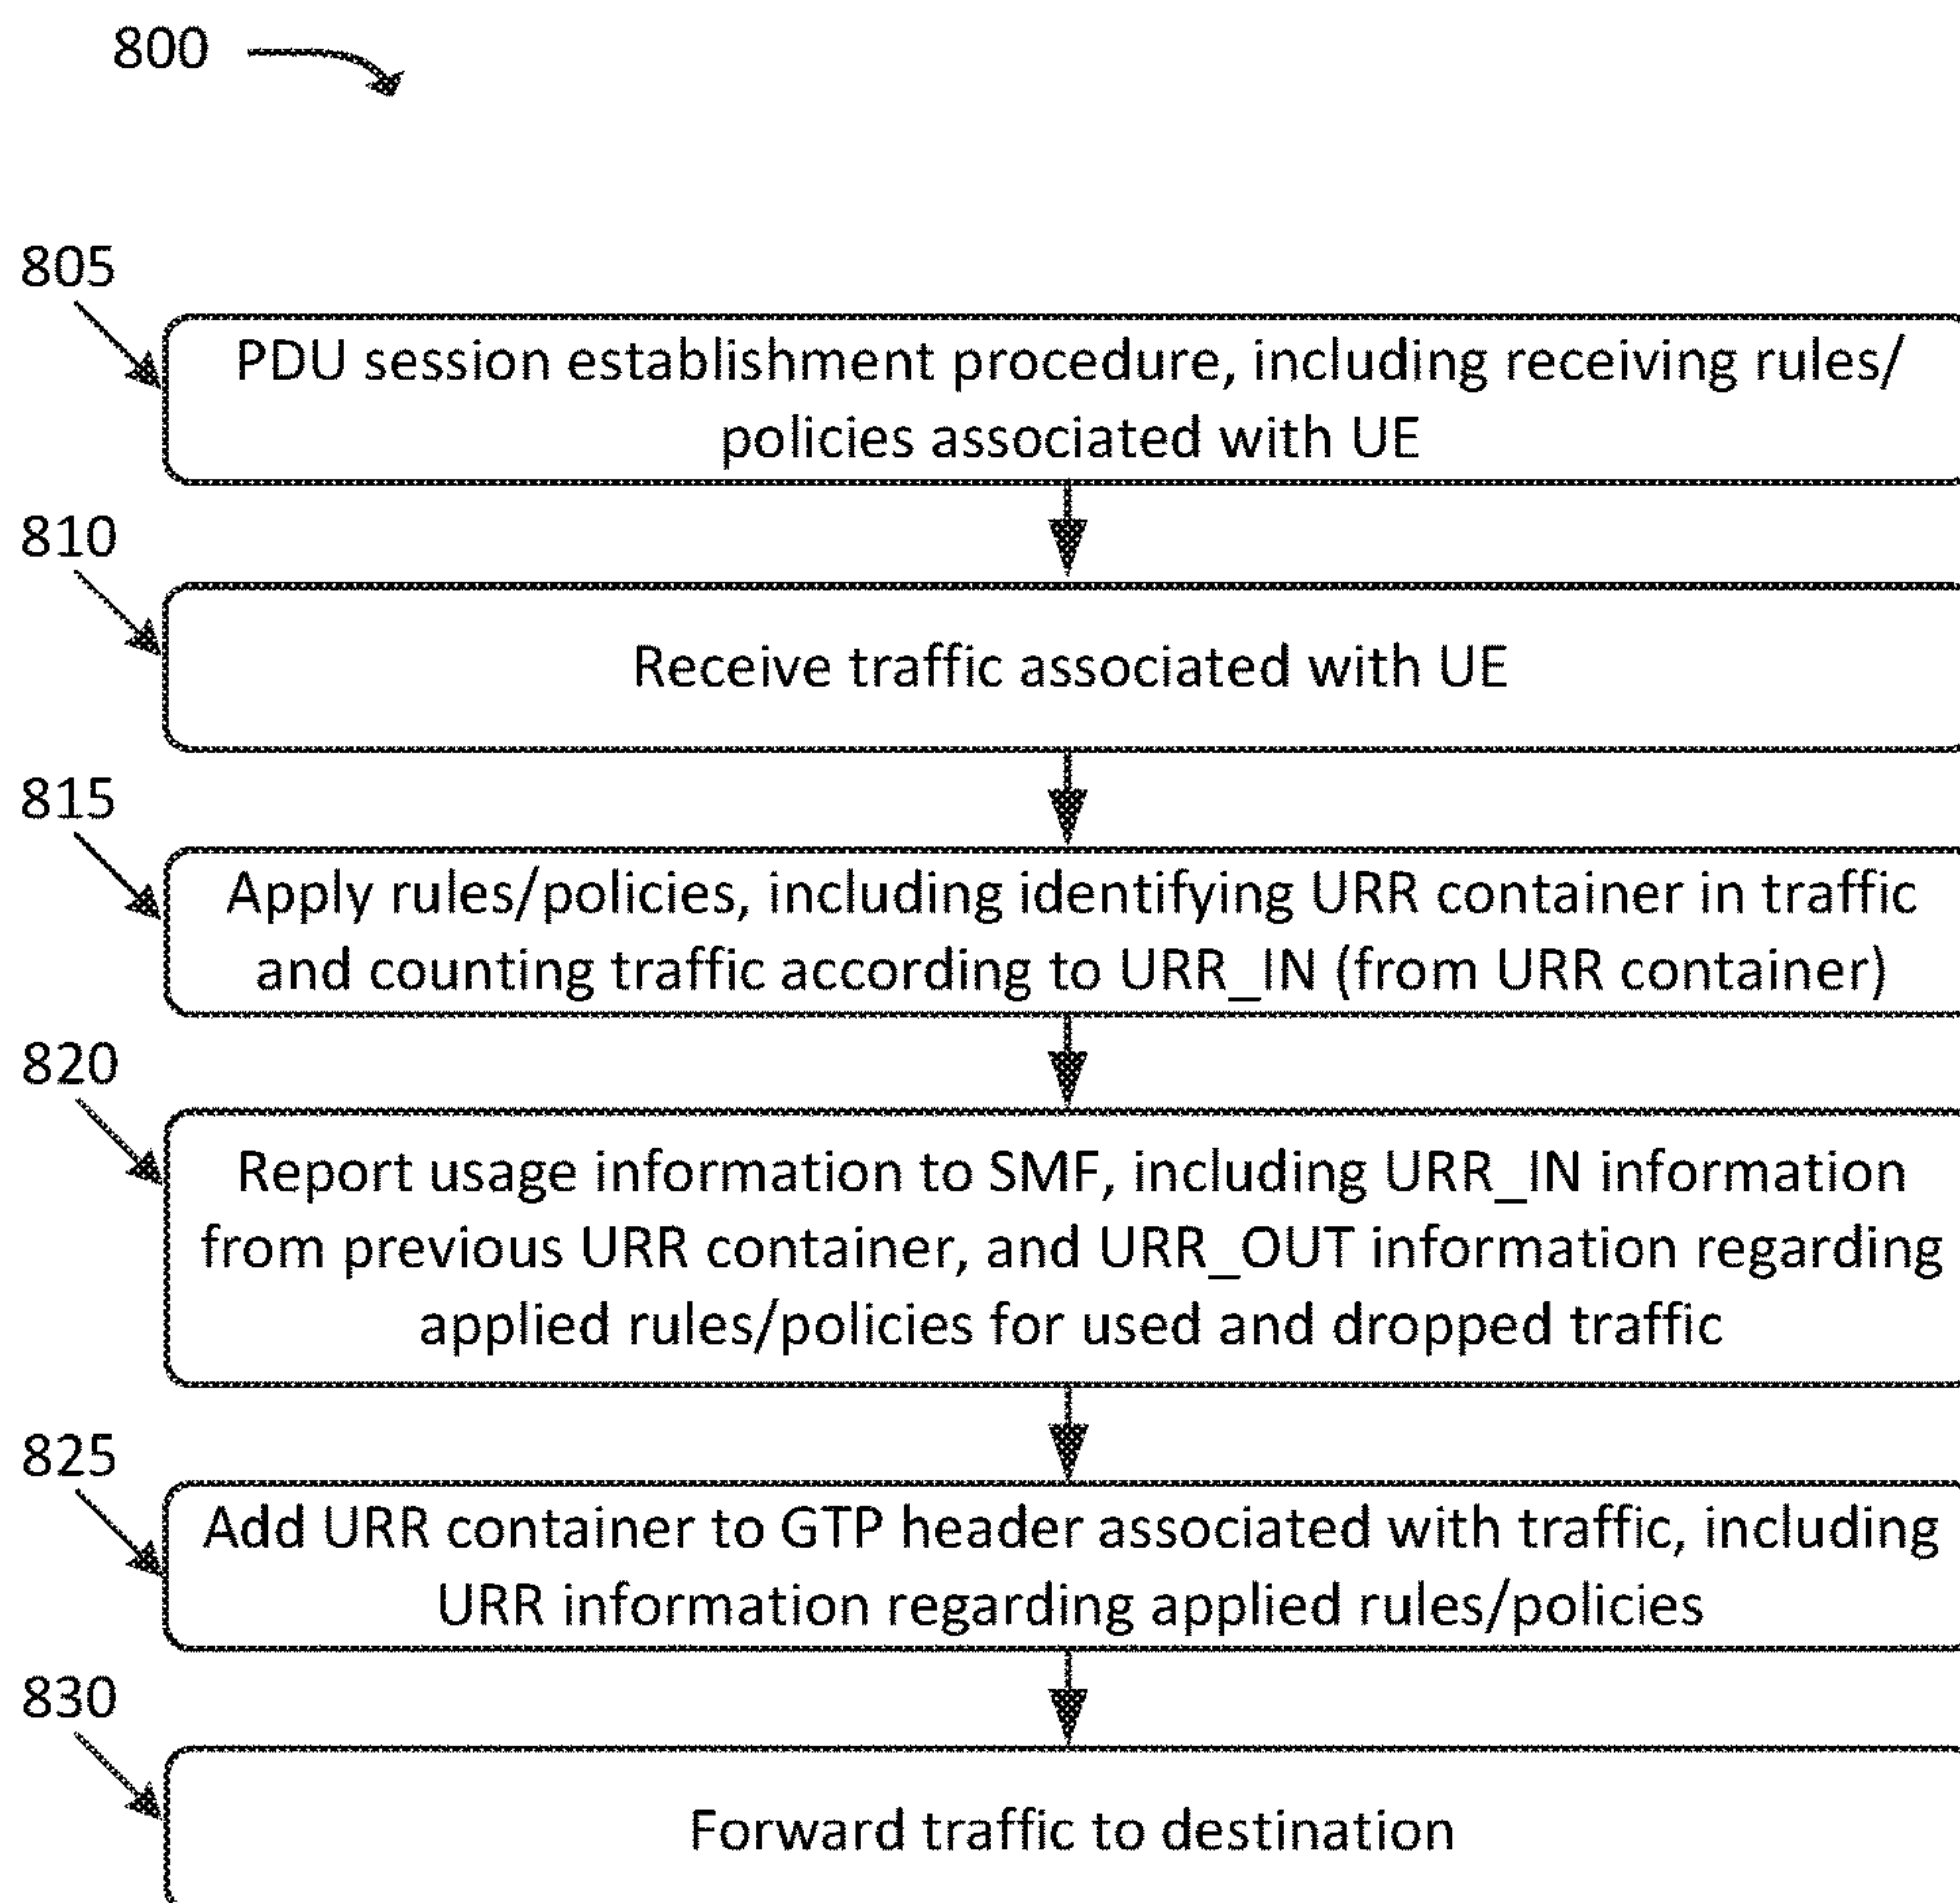 800
805
PDU session establishment procedure, including receiving rules/
policies associated with UE
810
Receive traffic associated with UE
815
Apply rules/policies, including identifying URR container in traffic
and counting traffic according to URR_IN (from URR container)
820
Report usage information to SMF, including URR_IN information
from previous URR container, and URR_OUT information regarding
applied rules/policies for used and dropped traffic
825
Add URR container to GTP header associated with traffic, including
URR information regarding applied rules/policies
830
Forward traffic to destination